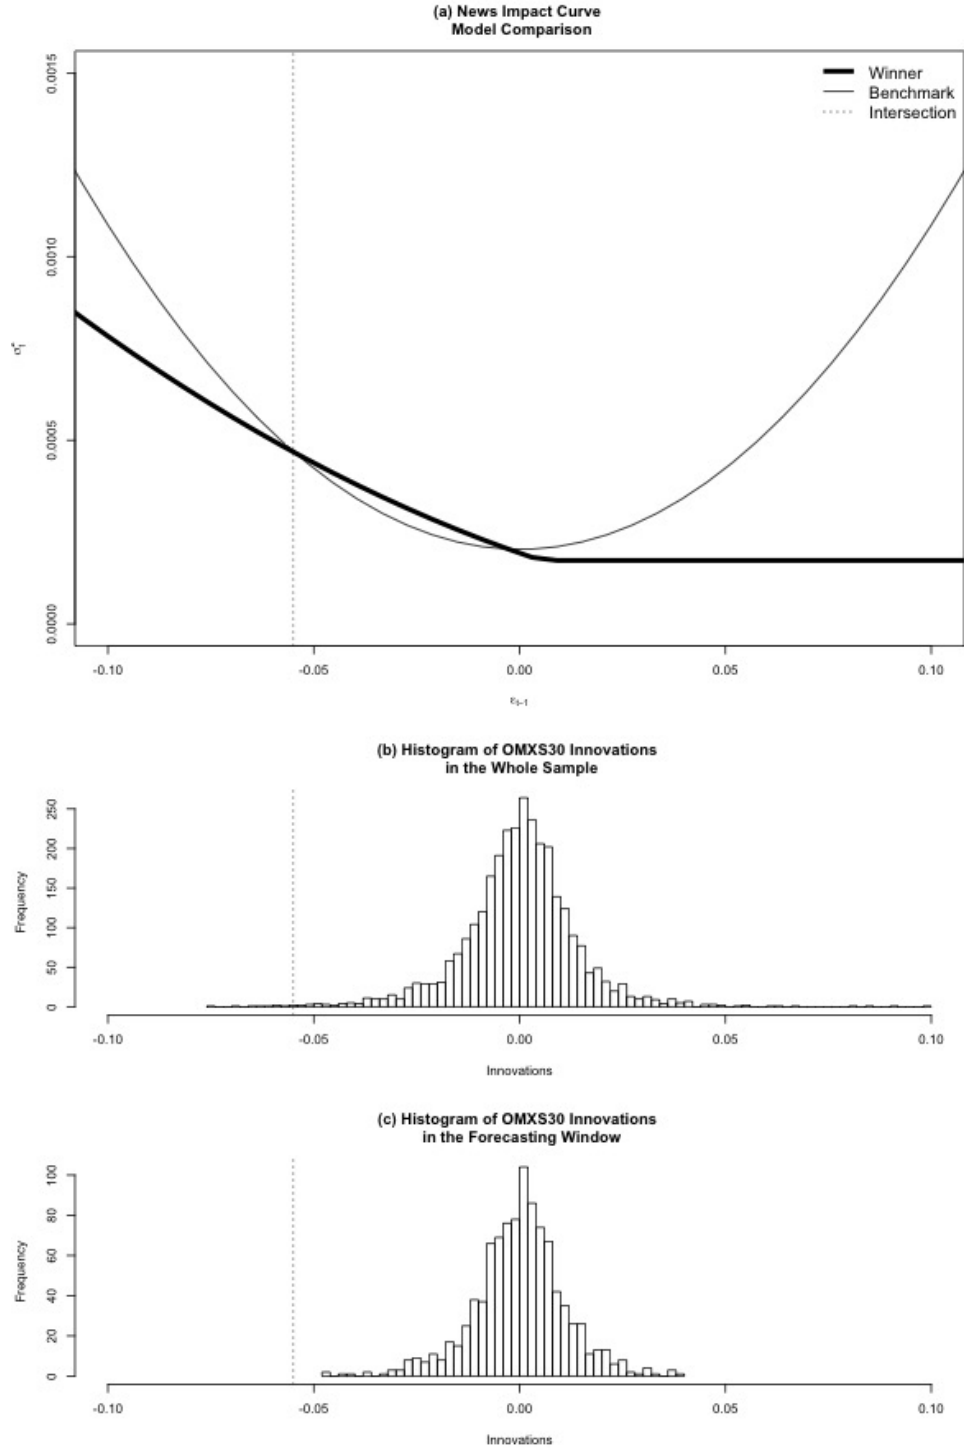 (a) News Impact Curve
Model Comparison
Winner
Benchmark
Intersection
0.0015
0.0010
0.0005
0.0000
-0.10 -0.05 0.00 0.05 0.10
εt−1
(b) Histogram of OMXS30 Innovations
in the Whole Sample
Frequency
250
200
150
100
50
0
-0.10 -0.05 0.00 0.05 0.10
Innovations
(c) Histogram of OMXS30 Innovations
in the Forecasting Window
Frequency
100
80
60
40
20
0
-0.10 -0.05 0.00 0.05 0.10
Innovations